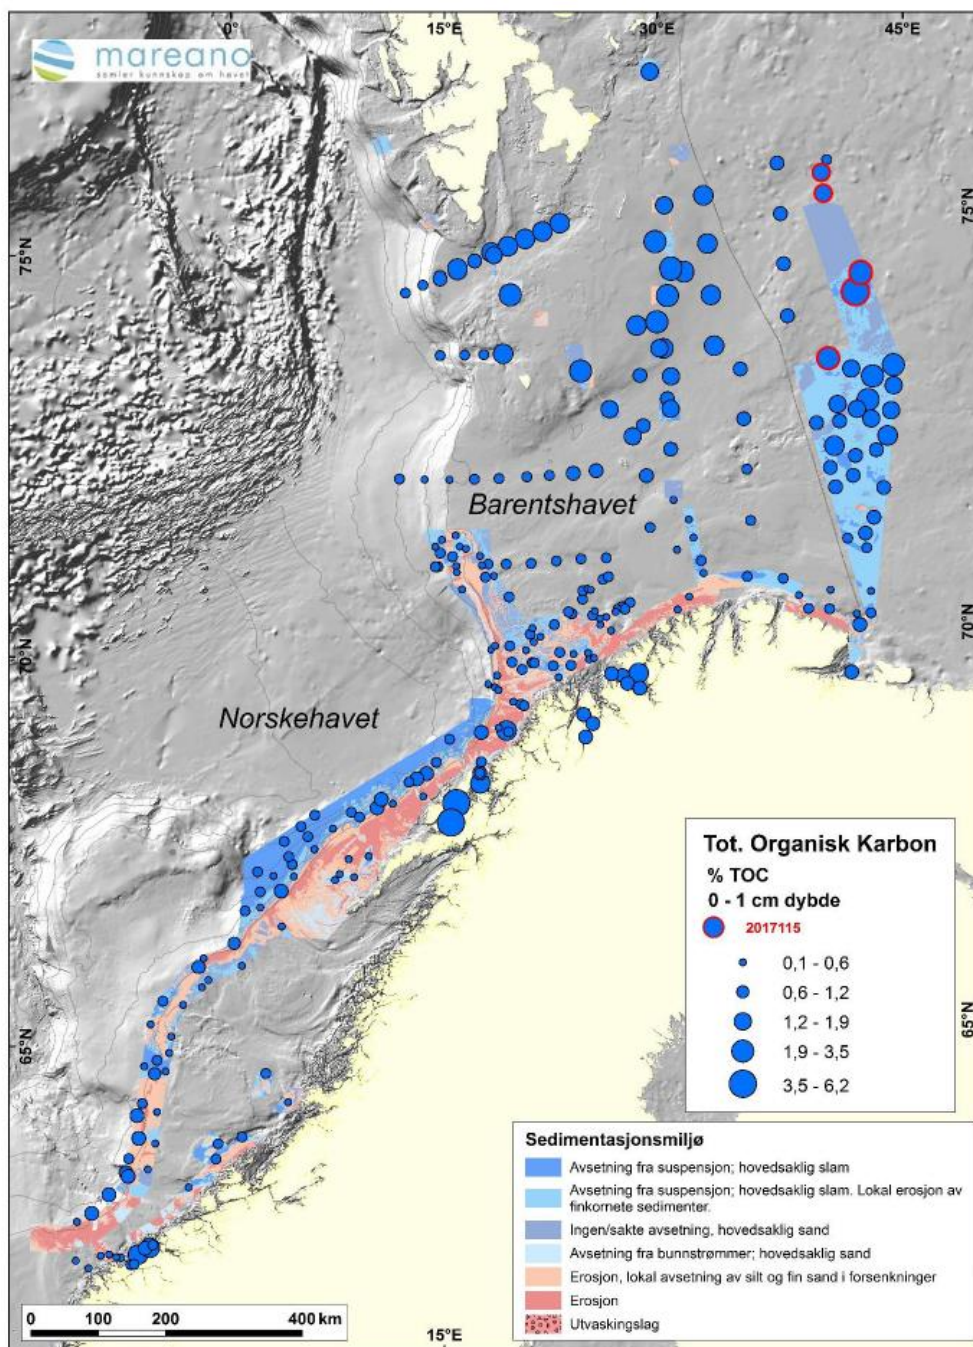 0°
15°E
30°E
45°E
mareano
samler kunnskap om havet
75°N
75°N
Barentshavet
70°N
70°N
Norskehavet
65°N
65°N
Tot. Organisk Karbon
% TOC
0 - 1 cm dybde
2017115
0,1 - 0,6
0,6 - 1,2
1,2 - 1,9
1,9 - 3,5
3,5 - 6,2
Sedimentasjonsmiljø
Avsetning fra suspensjon; hovedsaklig slam
Avsetning fra suspensjon; hovedsaklig slam. Lokal erosjon av
finkornete sedimenter.
Ingen/sakte avsetning, hovedsaklig sand
Avsetning fra bunnstrømmer; hovedsaklig sand
Erosjon, lokal avsetning av silt og fin sand i forsenkninger
Erosjon
Utvaskingslag
0 100 200 400 km
15°E